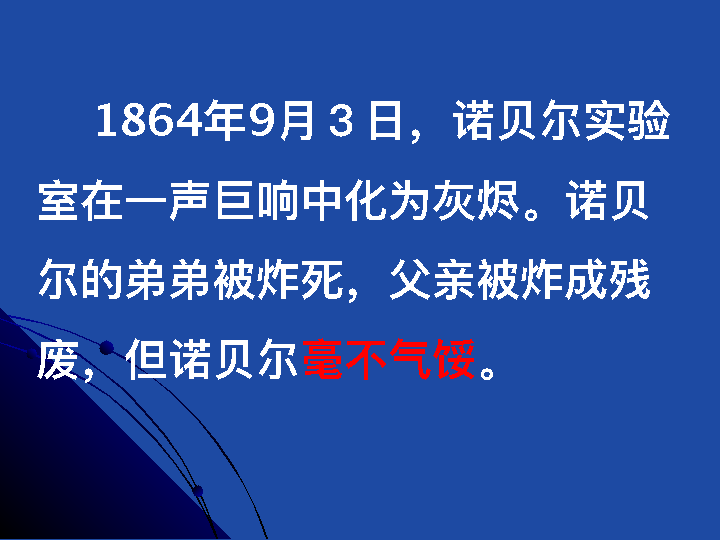 1864年9月３日，诺贝尔实验
室在一声巨响中化为灰烬。诺贝
尔的弟弟被炸死，父亲被炸成残
废，但诺贝尔毫不气馁。